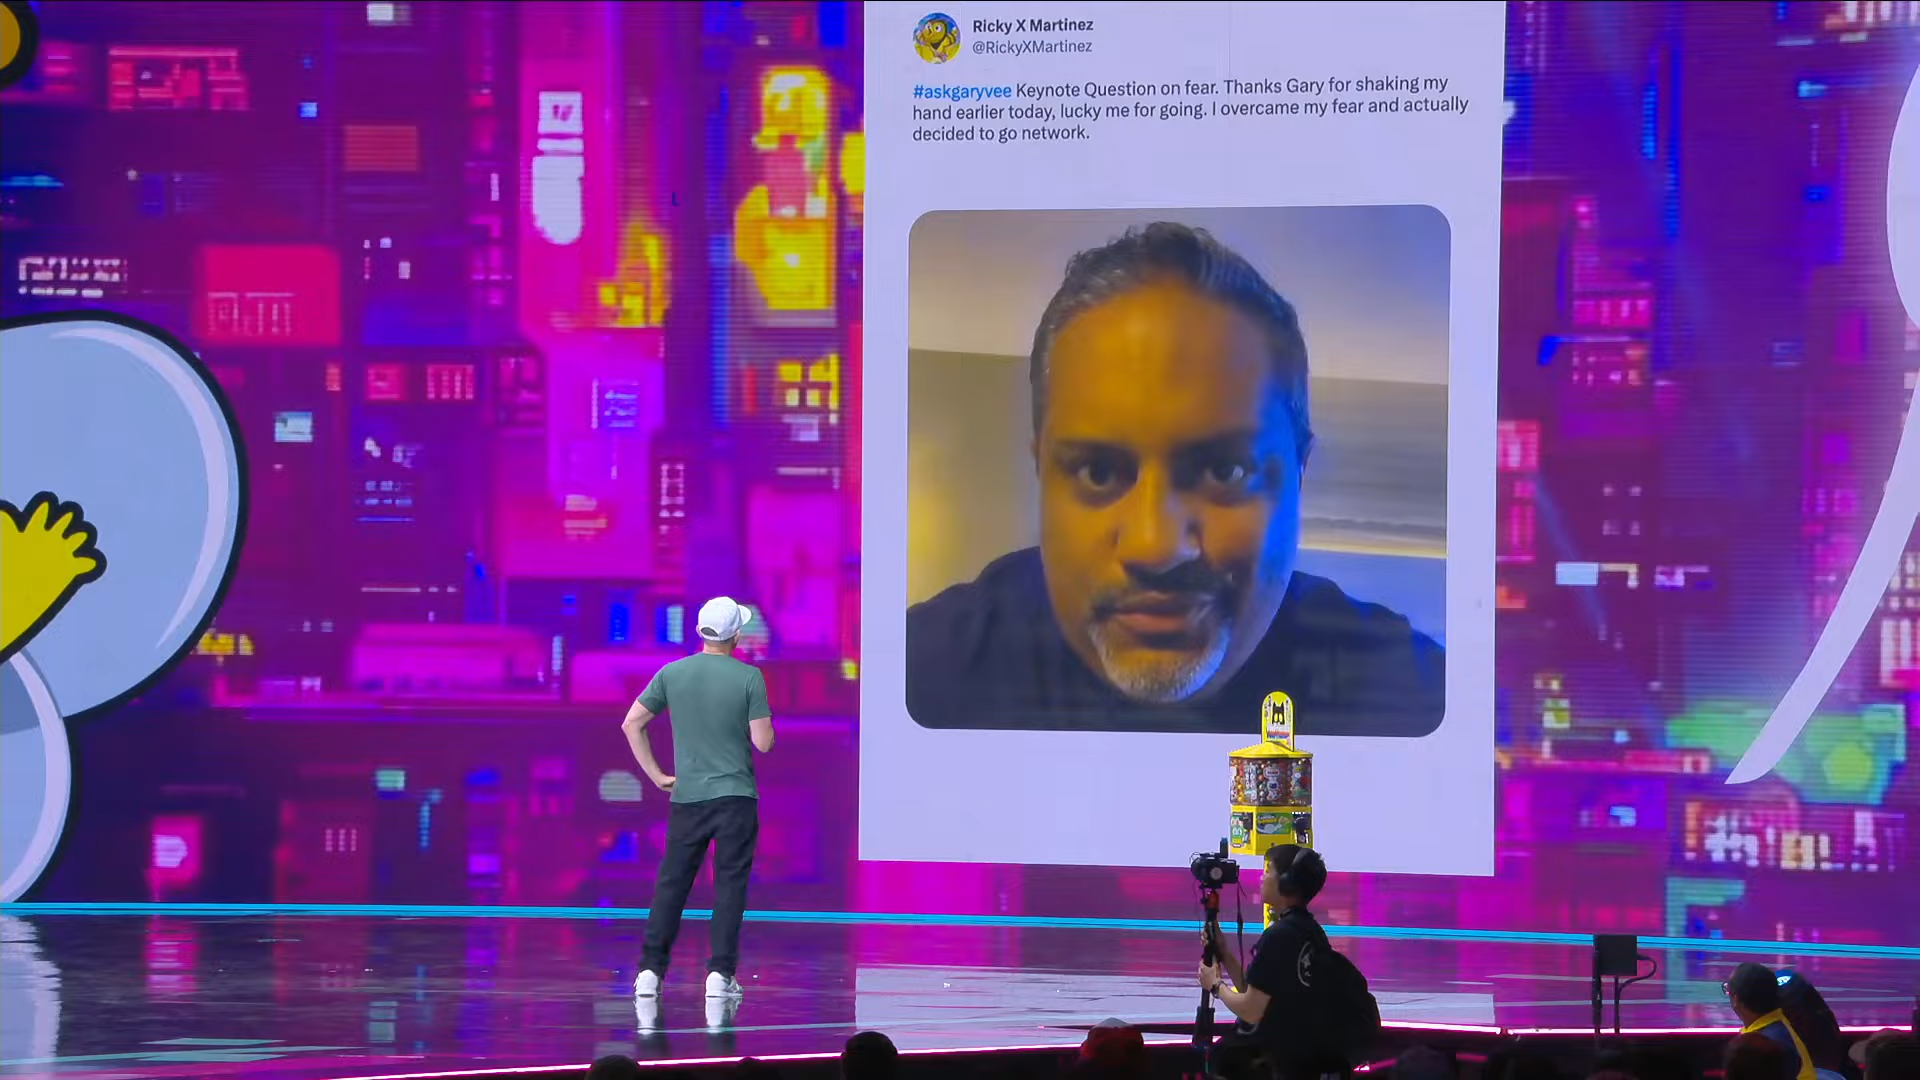 Ricky X Martinez
@RickyXMartinez
#askgaryvee Keynote Question on fear. Thanks Gary for shaking my
hand earlier today, lucky me for going. I overcame my fear and actually
decided to go network.